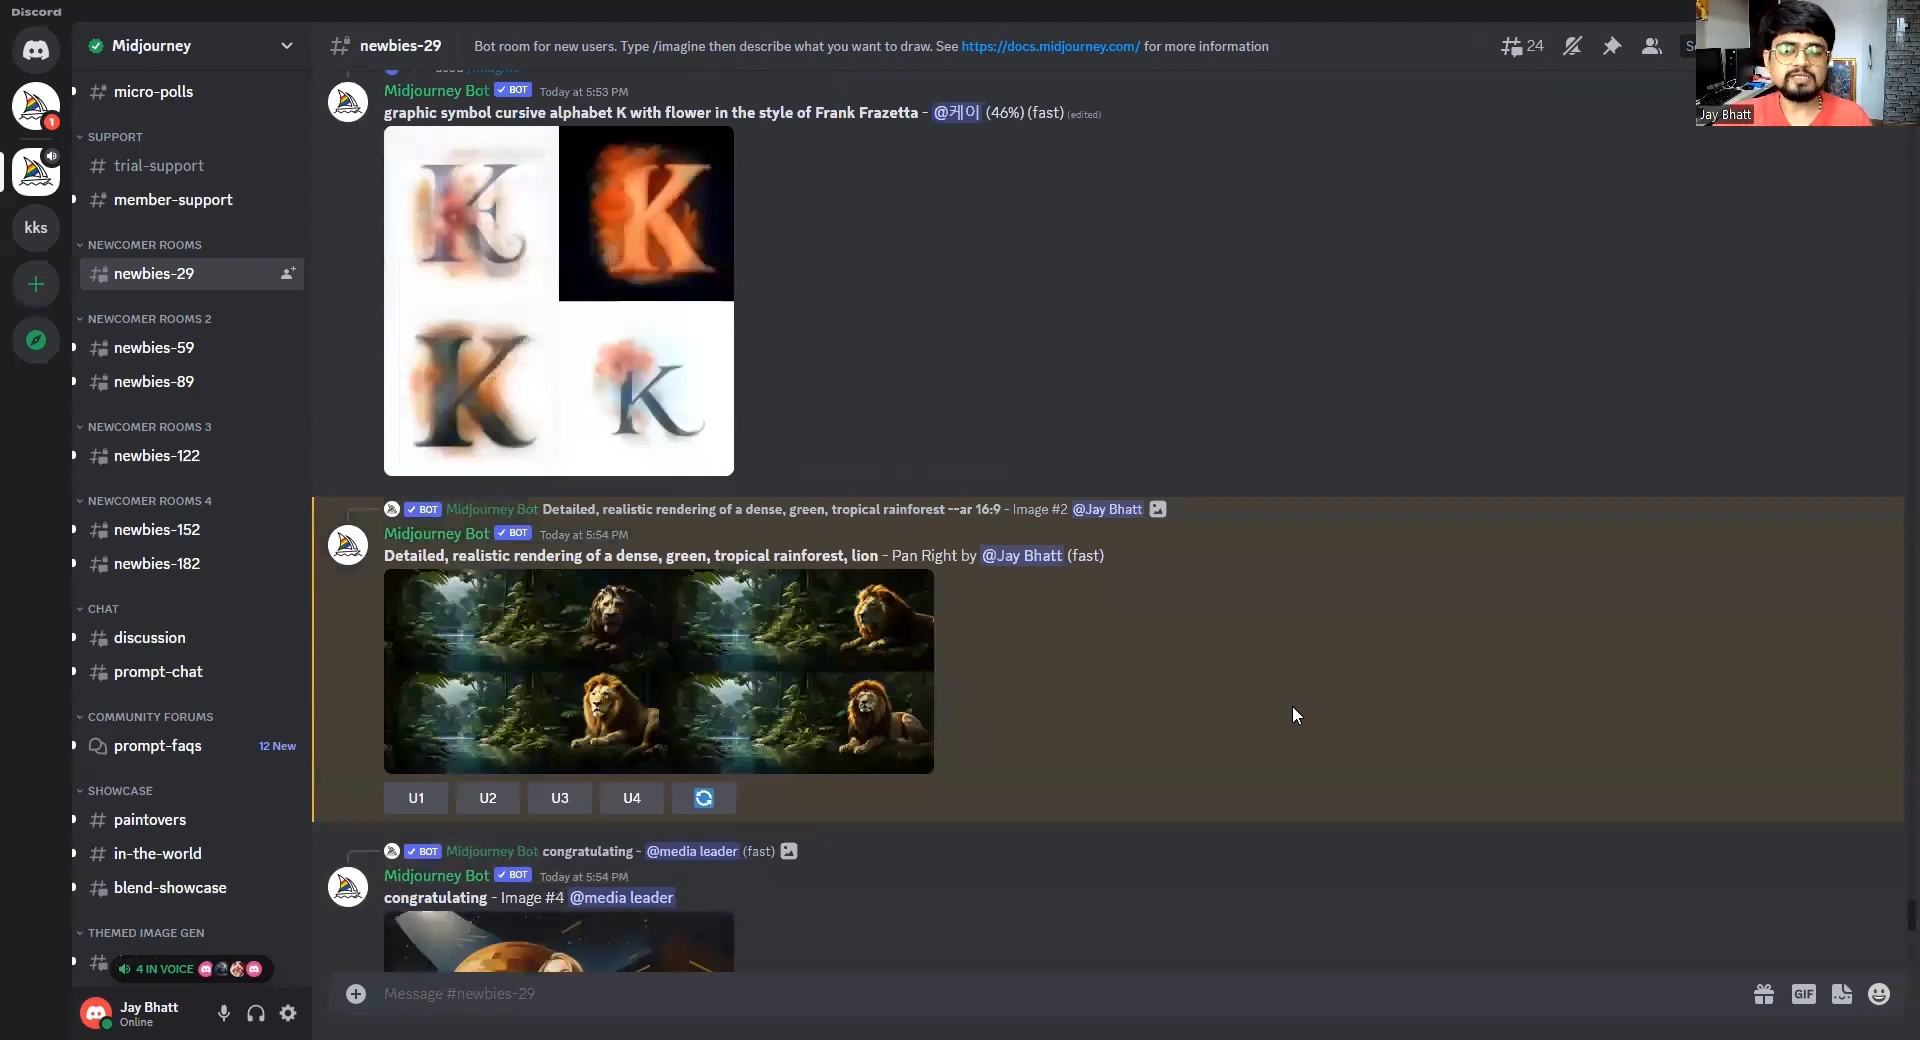 Discord
Midjourney
newbies-29
Bot room for new users. Type /imagine then describe what you want to draw. See https://docs.midjourney.com/ for more information
24
Jay Bhatt
1
kks
micro-polls
SUPPORT
trial-support
member-support
NEWCOMER ROOMS
newbies-29
NEWCOMER ROOMS 2
newbies-59
newbies-89
NEWCOMER ROOMS 3
newbies-122
NEWCOMER ROOMS 4
newbies-152
newbies-182
CHAT
discussion
prompt-chat
COMMUNITY FORUMS
prompt-faqs 12 New
SHOWCASE
paintovers
in-the-world
blend-showcase
THEMED IMAGE GEN
4 IN VOICE
Jay Bhatt
Online
used /imagine
Midjourney Bot BOT Today at 5:53 PM
graphic symbol cursive alphabet K with flower in the style of Frank Frazetta - @케이 (46%) (fast) (edited)
K K
K K
BOT Midjourney Bot Detailed, realistic rendering of a dense, green, tropical rainforest --ar 16:9 - Image #2 @Jay Bhatt
Midjourney Bot BOT Today at 5:54 PM
Detailed, realistic rendering of a dense, green, tropical rainforest, lion - Pan Right by @Jay Bhatt (fast)
U1 U2 U3 U4
BOT Midjourney Bot congratulating - @media leader (fast)
Midjourney Bot BOT Today at 5:54 PM
congratulating - Image #4 @media leader
Message #newbies-29
GIF